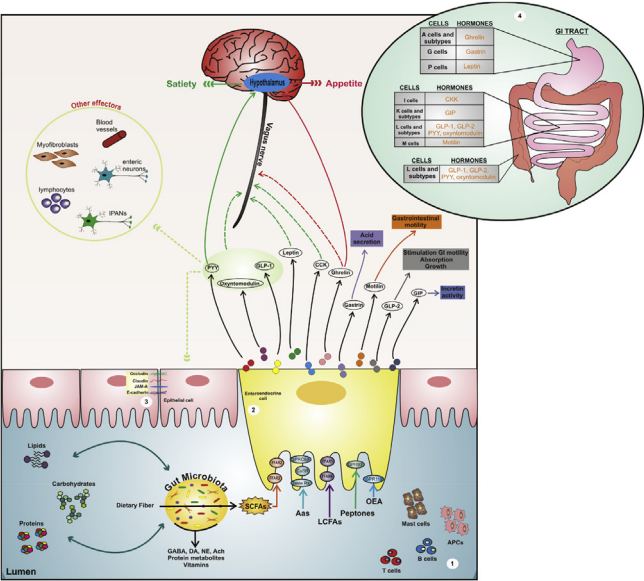 4
CELLS HORMONES
A cells and subtypes Ghrelin
G cells Gastrin
P cells Leptin
GI TRACT
CELLS HORMONES
I cells CKK
K cells and subtypes GIP
L cells and subtypes GLP-1, GLP-2 PYY, oxyntomodulin
M cells Motilin
CELLS HORMONES
L cells and subtypes GLP-1, GLP-2 PYY, oxyntomodulin
Satiety
Hypothalamus
Appetite
Vagus nerve
Other effectors
Blood vessels
Myofibroblasts
enteric neurons
lymphocytes
IPANs
Gastrointestinal motility
Acid secretion
Stimulation GI motility
Absorption
Growth
Incretin activity
PYY
Oxyntomodulin
GLP-1
Leptin
CCK
Ghrelin
Gastrin
Motilin
GLP-2
GIP
Occludin
Claudin
JAM-A
E-cadherin
3
Epithelial cell
2
Enteroendocrine cell
Lipids
Carbohydrates
Proteins
Dietary Fiber
Gut Microbiota
SCFAs
GABA, DA, NE, Ach
Protein metabolites
Vitamins
Aas
LCFAs
Peptones
OEA
Mast cells
APCs
T cells
B cells
1
Lumen